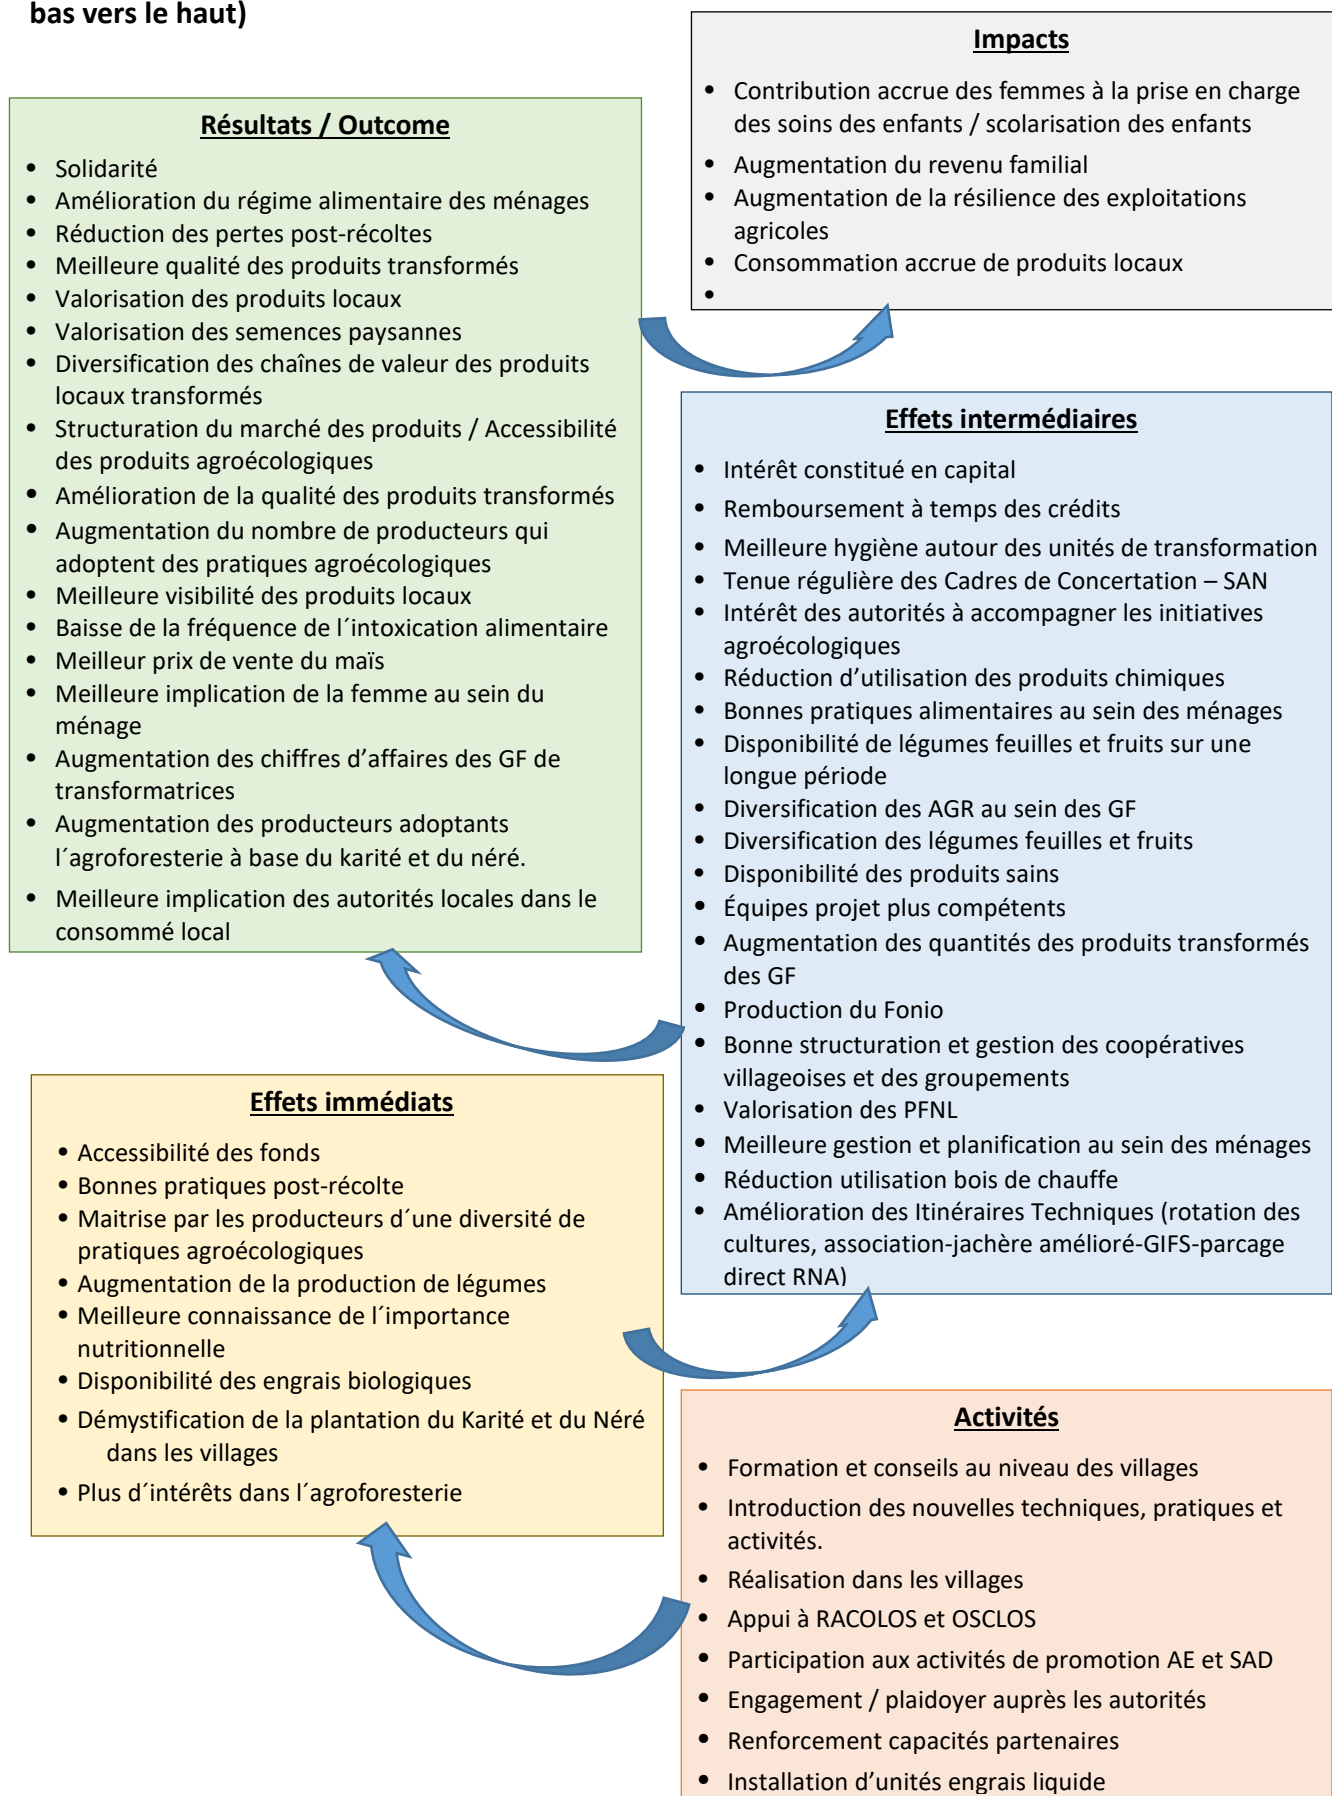 bas vers le haut)
Impacts
• Contribution accrue des femmes à la prise en charge
des soins des enfants / scolarisation des enfants
• Augmentation du revenu familial
• Augmentation de la résilience des exploitations
agricoles
• Consommation accrue de produits locaux
•
Résultats / Outcome
• Solidarité
• Amélioration du régime alimentaire des ménages
• Réduction des pertes post-récoltes
• Meilleure qualité des produits transformés
• Valorisation des produits locaux
• Valorisation des semences paysannes
• Diversification des chaînes de valeur des produits
locaux transformés
• Structuration du marché des produits / Accessibilité
des produits agroécologiques
• Amélioration de la qualité des produits transformés
• Augmentation du nombre de producteurs qui
adoptent des pratiques agroécologiques
• Meilleure visibilité des produits locaux
• Baisse de la fréquence de l´intoxication alimentaire
• Meilleur prix de vente du maïs
• Meilleure implication de la femme au sein du
ménage
• Augmentation des chiffres d’affaires des GF de
transformatrices
• Augmentation des producteurs adoptants
l´agroforesterie à base du karité et du néré.
• Meilleure implication des autorités locales dans le
consommé local
Effets intermédiaires
• Intérêt constitué en capital
• Remboursement à temps des crédits
• Meilleure hygiène autour des unités de transformation
• Tenue régulière des Cadres de Concertation – SAN
• Intérêt des autorités à accompagner les initiatives
agroécologiques
• Réduction d’utilisation des produits chimiques
• Bonnes pratiques alimentaires au sein des ménages
• Disponibilité de légumes feuilles et fruits sur une
longue période
• Diversification des AGR au sein des GF
• Diversification des légumes feuilles et fruits
• Disponibilité des produits sains
• Équipes projet plus compétents
• Augmentation des quantités des produits transformés
des GF
• Production du Fonio
• Bonne structuration et gestion des coopératives
villageoises et des groupements
• Valorisation des PFNL
• Meilleure gestion et planification au sein des ménages
• Réduction utilisation bois de chauffe
• Amélioration des Itinéraires Techniques (rotation des
cultures, association-jachère amélioré-GIFS-parcage
direct RNA)
Effets immédiats
• Accessibilité des fonds
• Bonnes pratiques post-récolte
• Maitrise par les producteurs d´une diversité de
pratiques agroécologiques
• Augmentation de la production de légumes
• Meilleure connaissance de l´importance
nutritionnelle
• Disponibilité des engrais biologiques
• Démystification de la plantation du Karité et du Néré
dans les villages
• Plus d´intérêts dans l´agroforesterie
Activités
• Formation et conseils au niveau des villages
• Introduction des nouvelles techniques, pratiques et
activités.
• Réalisation dans les villages
• Appui à RACOLOS et OSCLOS
• Participation aux activités de promotion AE et SAD
• Engagement / plaidoyer auprès les autorités
• Renforcement capacités partenaires
• Installation d’unités engrais liquide